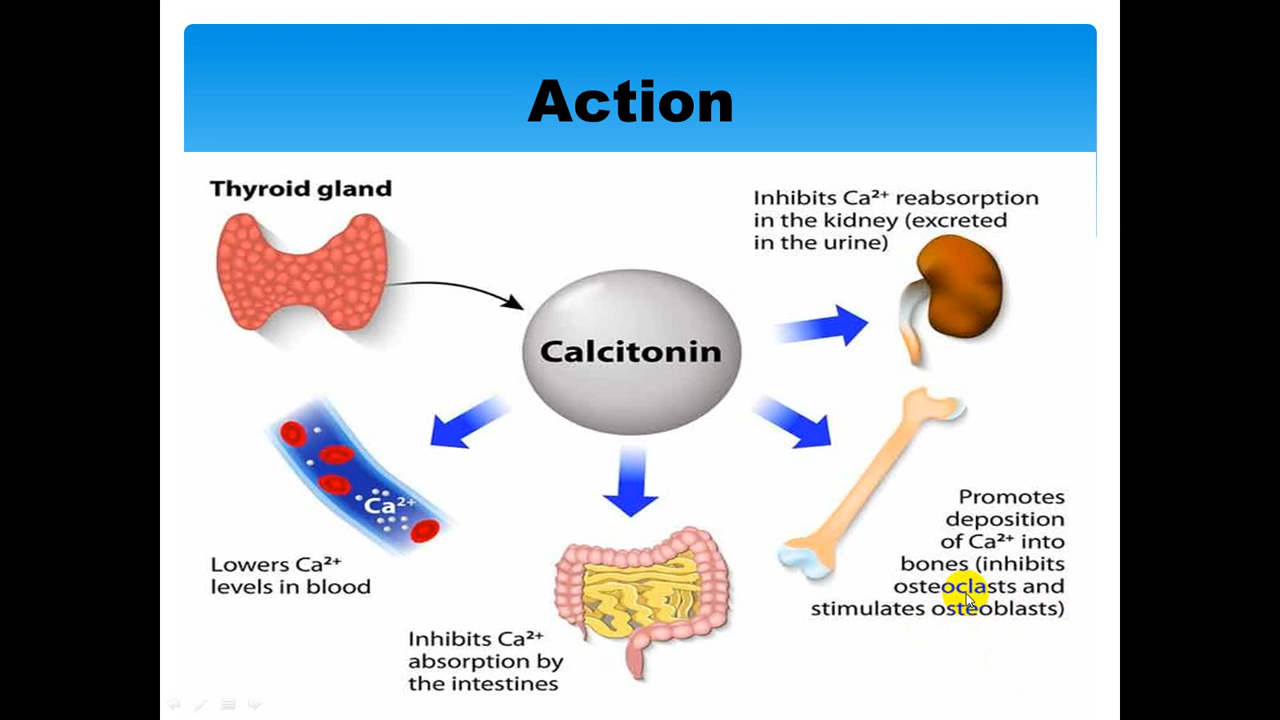 Action
Thyroid gland
Inhibits Ca²⁺ reabsorption
in the kidney (excreted
in the urine)
Calcitonin
Ca²⁺
Lowers Ca²⁺
levels in blood
Inhibits Ca²⁺
absorption by
the intestines
Promotes
deposition
of Ca²⁺ into
bones (inhibits
osteoclasts and
stimulates osteoblasts)